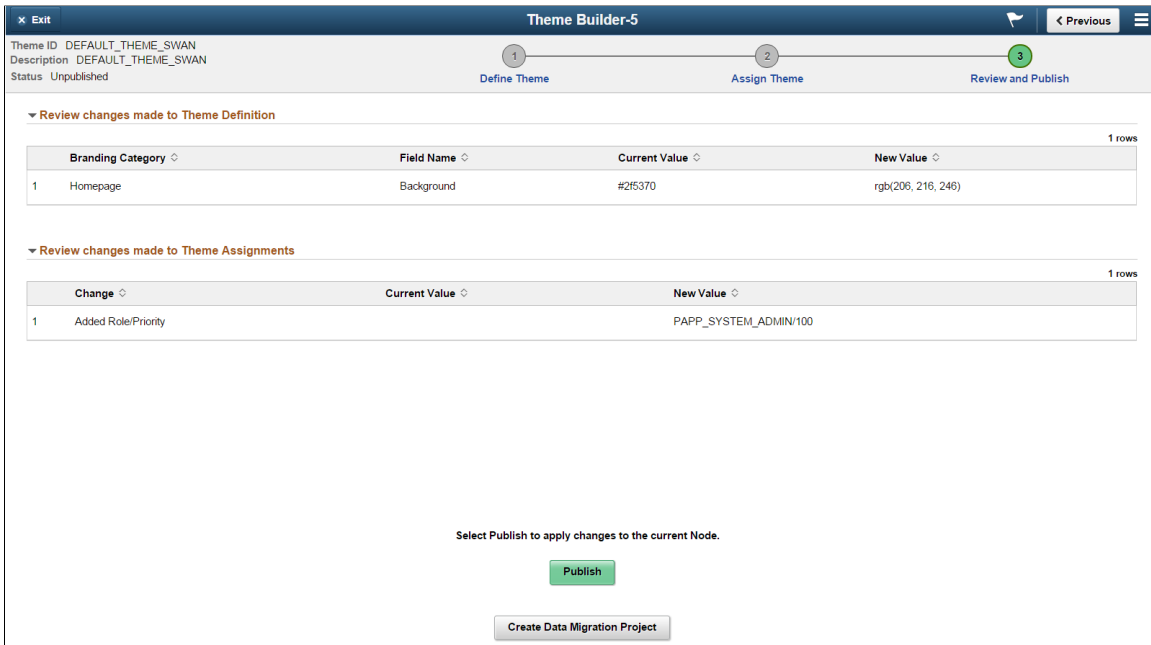 × Exit
Theme Builder-5
Previous
Theme ID DEFAULT_THEME_SWAN
Description DEFAULT_THEME_SWAN
Status Unpublished
1
2
3
Define Theme
Assign Theme
Review and Publish
Review changes made to Theme Definition
1 rows
Branding Category Field Name Current Value New Value
1 Homepage Background #2f5370 rgb(206, 216, 246)
Review changes made to Theme Assignments
1 rows
Change Current Value New Value
1 Added Role/Priority PAPP_SYSTEM_ADMIN/100
Select Publish to apply changes to the current Node.
Publish
Create Data Migration Project